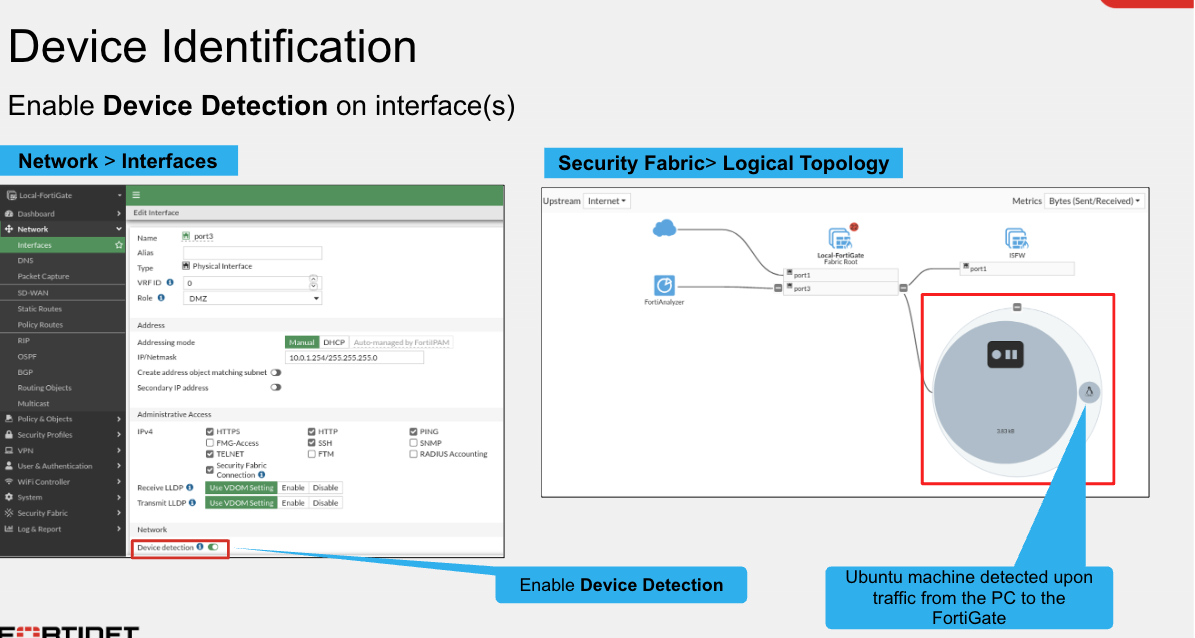 Device Identification
Enable Device Detection on interface(s)
Network > Interfaces
Local-FortiGate
Dashboard
Network
Interfaces
DNS
Packet Capture
SD-WAN
Static Routes
Policy Routes
RIP
OSPF
BGP
Routing Objects
Multicast
Policy & Objects
Security Profiles
VPN
User & Authentication
WiFi Controller
System
Security Fabric
Log & Report
Edit Interface
Name port3
Alias
Type Physical Interface
VRF ID 0
Role DMZ
Address
Addressing mode Manual DHCP Auto-managed by FortiIPAM
IP/Netmask 10.0.1.254/255.255.255.0
Create address object matching subnet
Secondary IP address
Administrative Access
IPv4 HTTPS HTTP PING
FMG-Access SSH SNMP
TELNET FTM RADIUS Accounting
Security Fabric
Connection
Receive LLDP Use VDOM Setting Enable Disable
Transmit LLDP Use VDOM Setting Enable Disable
Network
Device detection
Enable Device Detection
Security Fabric> Logical Topology
Upstream Internet
Metrics Bytes (Sent/Received)
Local-FortiGate
Fabric Root
port1
port3
FortiAnalyzer
ISFW
port1
Ubuntu machine detected upon
traffic from the PC to the
FortiGate
FORTINET